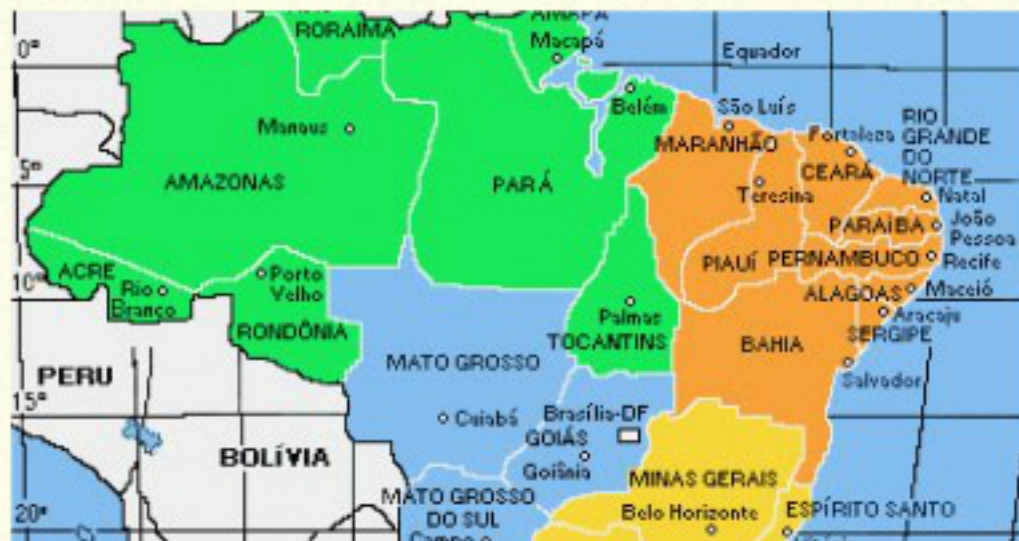 AMAPÁ
RORAIMA
Macapá
0°
Equador
Belém
São Luís
Manaus
MARANHÃO
Fortaleza
RIO
GRANDE
DO
NORTE
CEARÁ
5°
AMAZONAS
PARÁ
Teresina
Natal
PARAÍBA
João
Pessoa
ACRE
Rio
Branco
Porto
Velho
PIAUÍ
PERNAMBUCO
Recife
10°
ALAGOAS
Maceió
Palmas
Aracaju
RONDÔNIA
TOCANTINS
BAHIA
SERGIPE
MATO GROSSO
PERU
Salvador
15°
Cuiabá
Brasília-DF
GOIÁS
BOLÍVIA
Goiânia
MINAS GERAIS
MATO GROSSO
DO SUL
20°
Belo Horizonte
ESPÍRITO SANTO
Campo